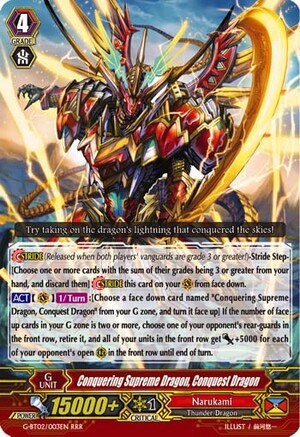 4
GRADE
Try taking on the dragon's lightning that conquered the skies!
STRIDE (Released when both players' vanguards are grade 3 or greater!)-Stride Step-
[Choose one or more cards with the sum of their grades being 3 or greater from your
hand, and discard them] STRIDE this card on your from face down.
ACT 1/Turn :[Choose a face down card named "Conquering Supreme
Dragon, Conquest Dragon" from your G zone, and turn it face up] If the number of
face up cards in your G zone is two or more, choose one of your opponent's rear-guards in
the front row, retire it, and all of your units in the front row get +5000 for each
of your opponent's open in the front row until end of turn.
G
UNIT
Conquering Supreme Dragon, Conquest Dragon
POWER
15000+
1
CRITICAL
Narukami
Thunder Dragon
G-BT02/003EN RRR
ILLUST / 前河悠一